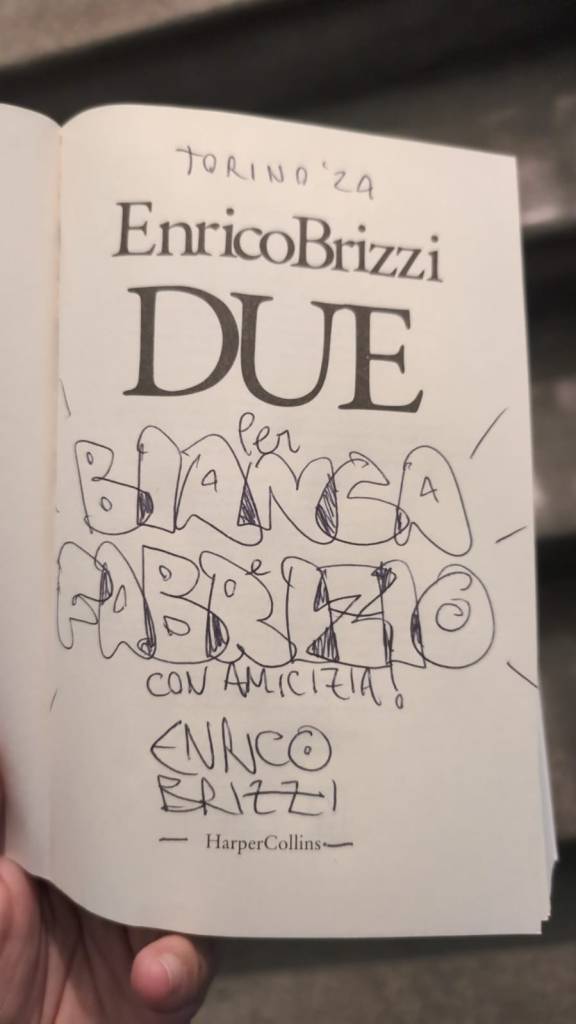 TORINO '24
EnricoBrizzi
DUE
Per
BIANCA
e
FABRIZIO
CON AMICIZIA!
ENRICO
BRIZZI
— HarperCollins —